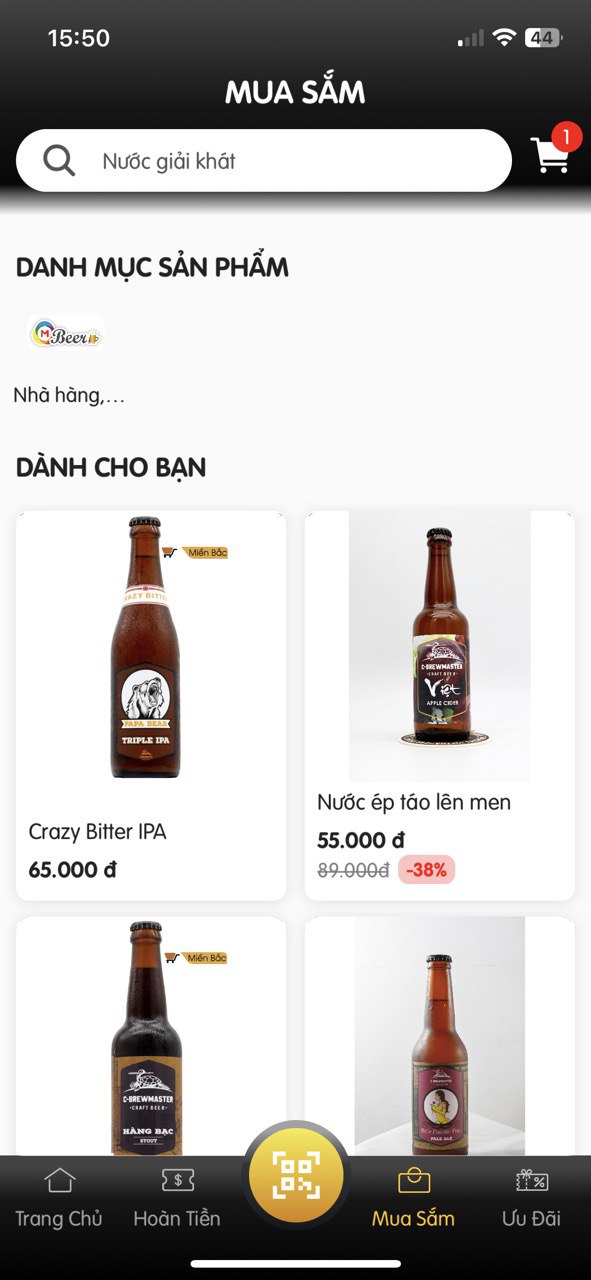 15:50
44
MUA SẮM
Nước giải khát
1
DANH MỤC SẢN PHẨM
M Beer
Nhà hàng,...
DÀNH CHO BẠN
Miền Bắc
CRAZY BITTER
PAPA BEAR
TRIPLE IPA
Crazy Bitter IPA
65.000 đ
C-BREWMASTER
CRAFT BEER
Việt
APPLE CIDER
Nước ép táo lên men
55.000 đ
89.000đ -38%
Miền Bắc
C-BREWMASTER
CRAFT BEER
HÀNG BẠC
STOUT
C-BREWMASTER
PALE ALE
$
%
Trang Chủ
Hoàn Tiền
Mua Sắm
Ưu Đãi